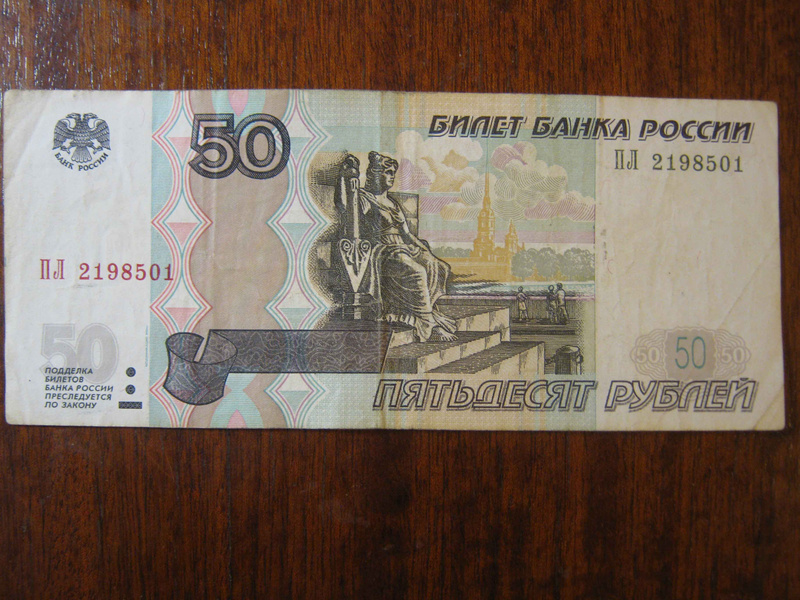 50
БИЛЕТ БАНКА РОССИИ
БАНК РОССИИ
ПЛ 2198501
ПЛ 2198501
50
50 50 50
ПОДДЕЛКА
БИЛЕТОВ
БАНКА РОССИИ
ПРЕСЛЕДУЕТСЯ
ПО ЗАКОНУ
ПЯТЬДЕСЯТ РУБЛЕЙ